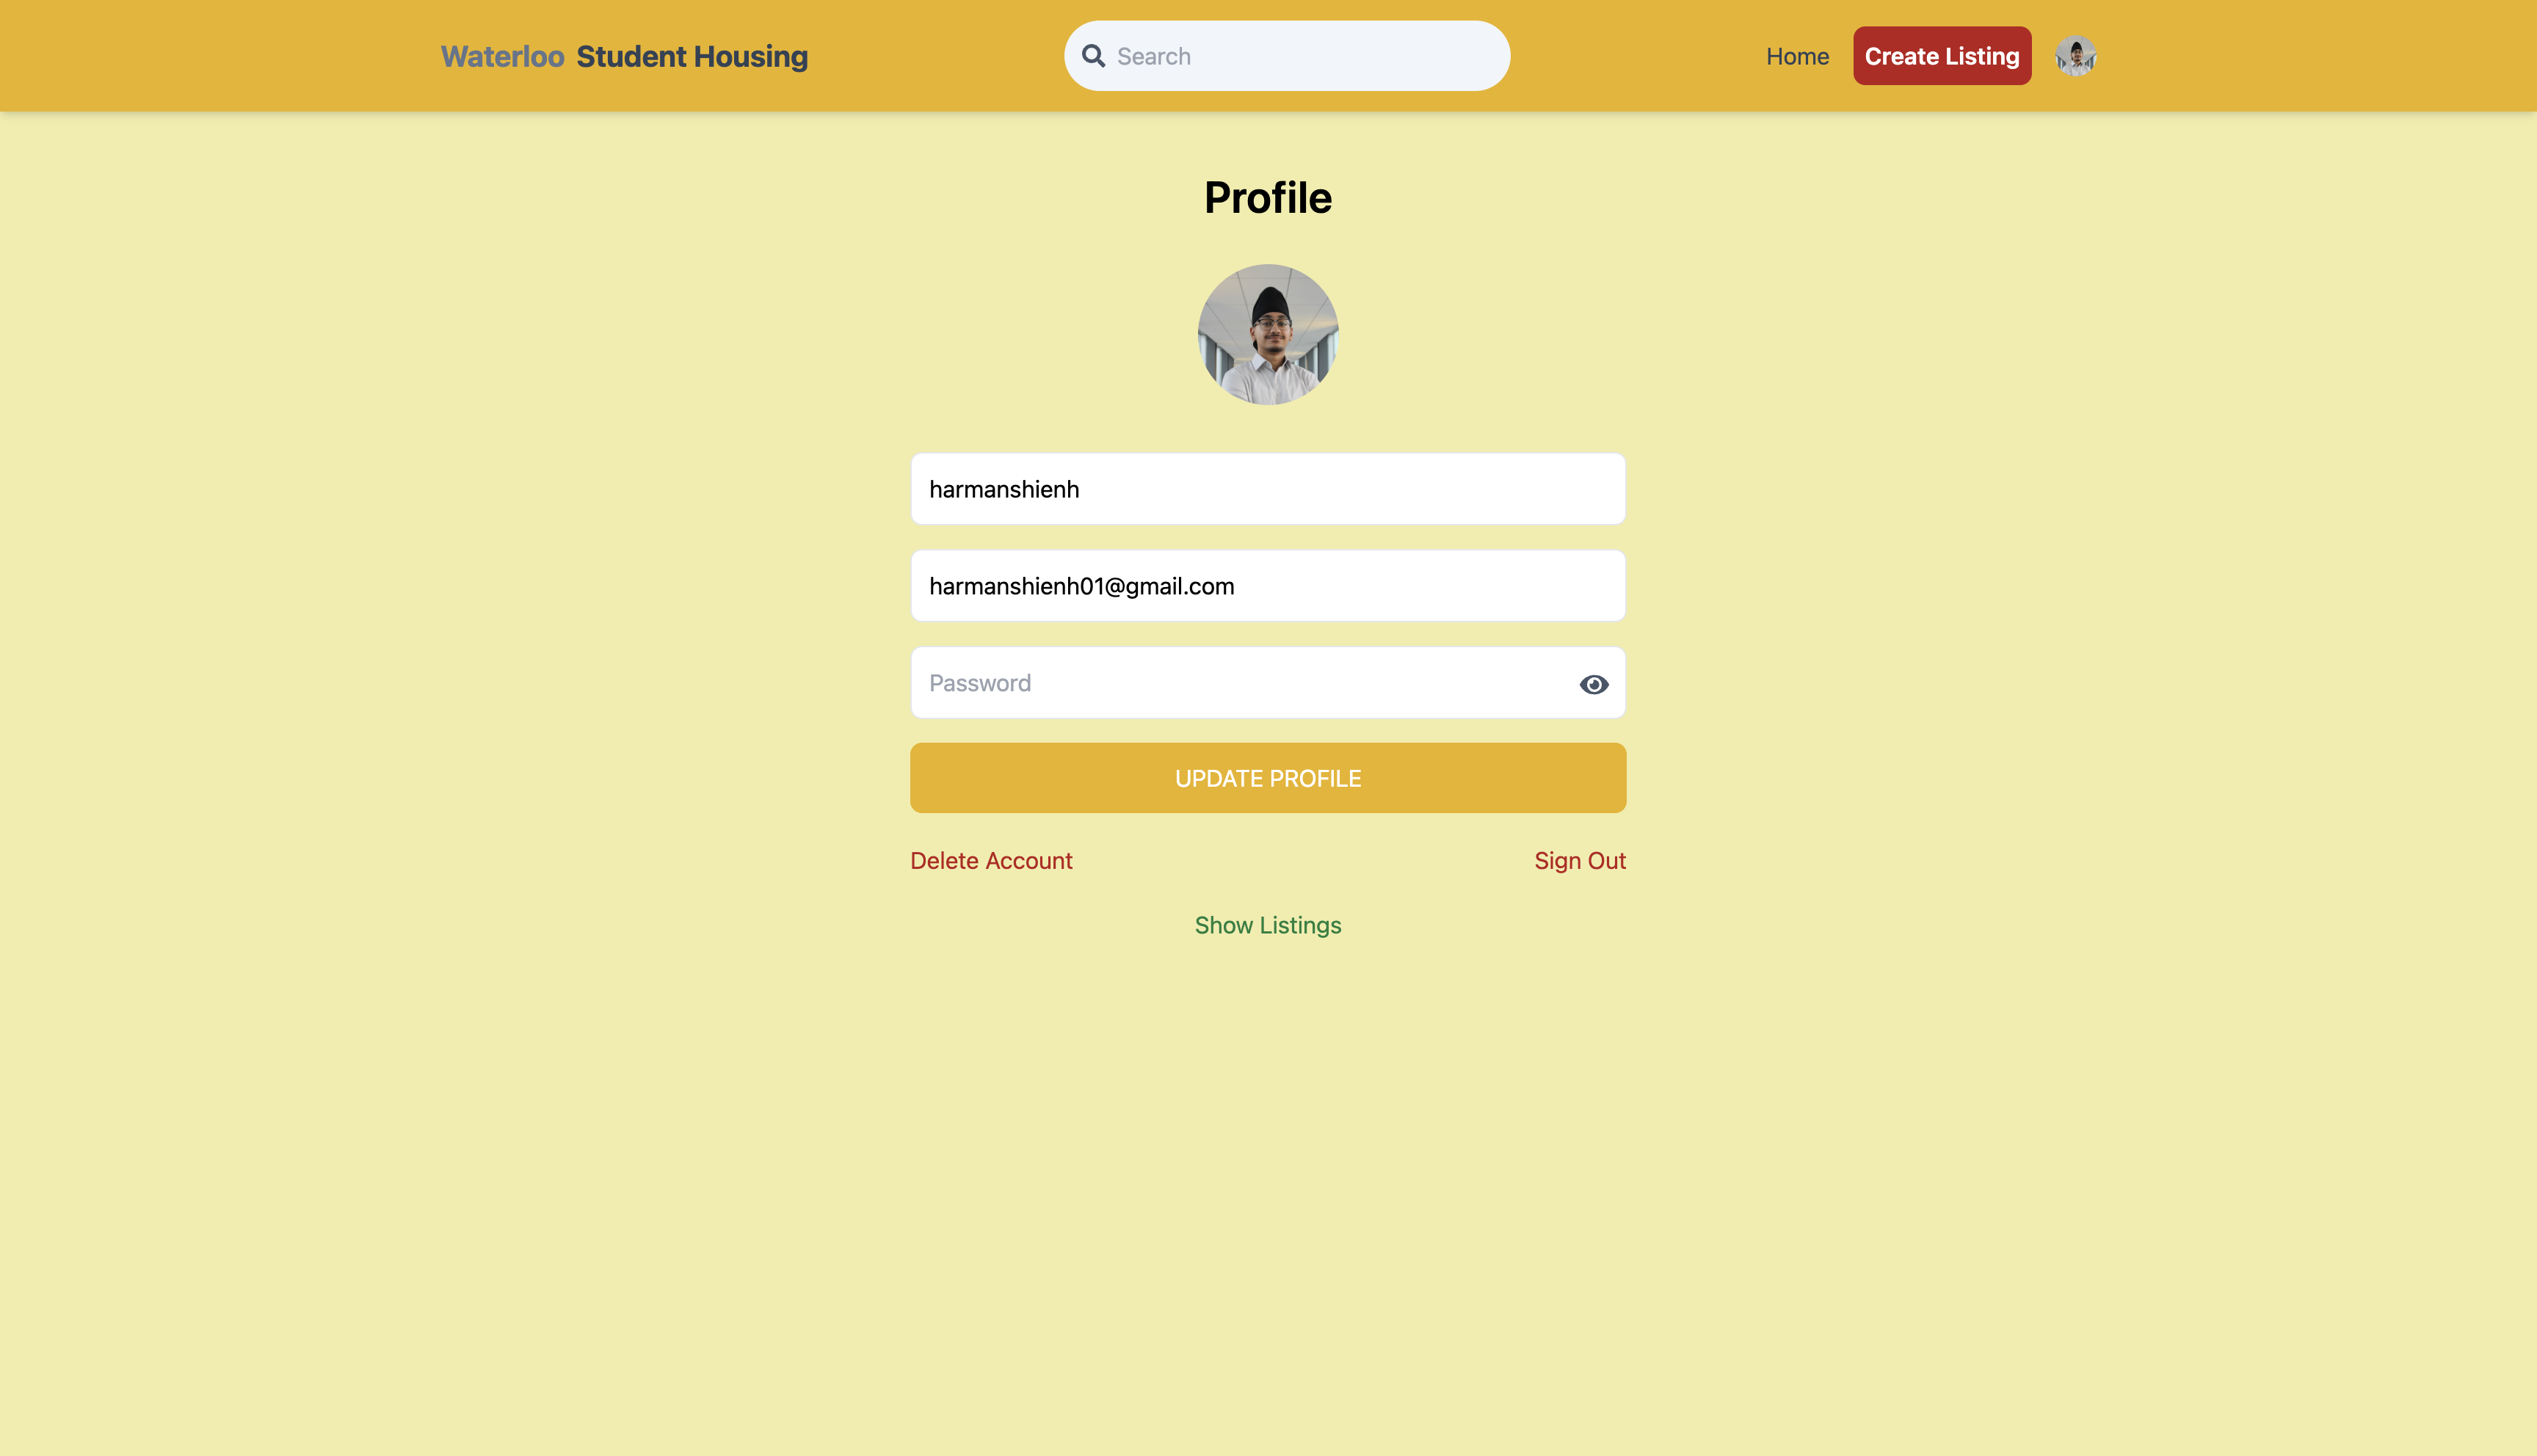 Waterloo Student Housing
Search
Home
Create Listing
Profile
harmanshienh
harmanshienh01@gmail.com
Password
UPDATE PROFILE
Delete Account
Sign Out
Show Listings